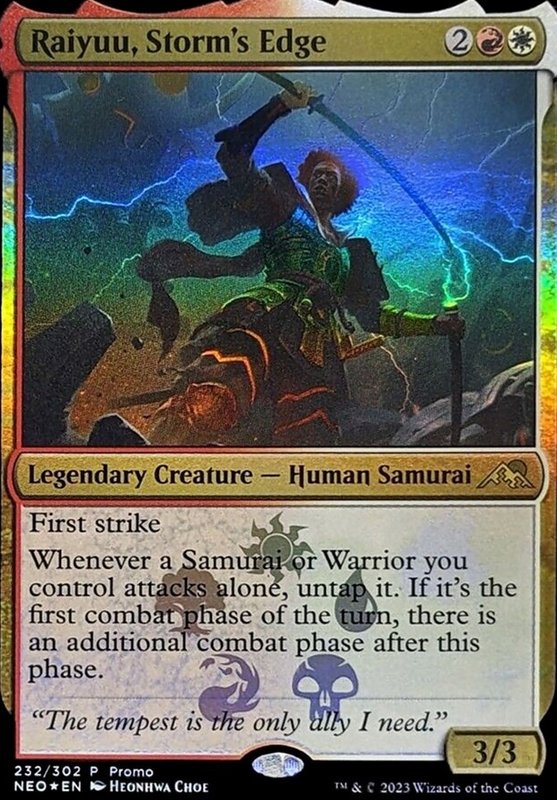 Raiyuu, Storm's Edge 2
Legendary Creature — Human Samurai
First strike
Whenever a Samurai or Warrior you
control attacks alone, untap it. If it's the
first combat phase of the turn, there is
an additional combat phase after this
phase.
"The tempest is the only ally I need."
3/3
232/302 P Promo
NEO★EN Heonhwa Choe
™ & © 2023 Wizards of the Coast